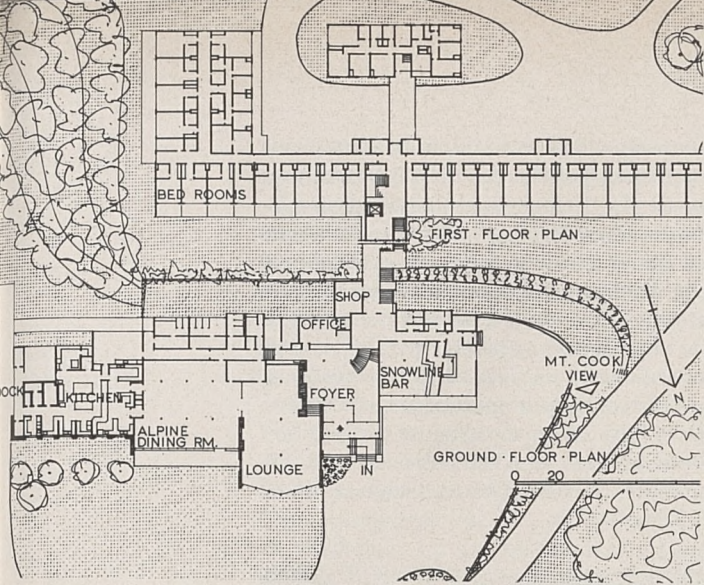 BED ROOMS
FIRST · FLOOR · PLAN
SHOP
OFFICE
MT. COOK
VIEW
SNOWLINE
BAR
OCK
KITCHEN
FOYER
N
ALPINE
DINING RM.
LOUNGE
IN
GROUND · FLOOR · PLAN
0 20